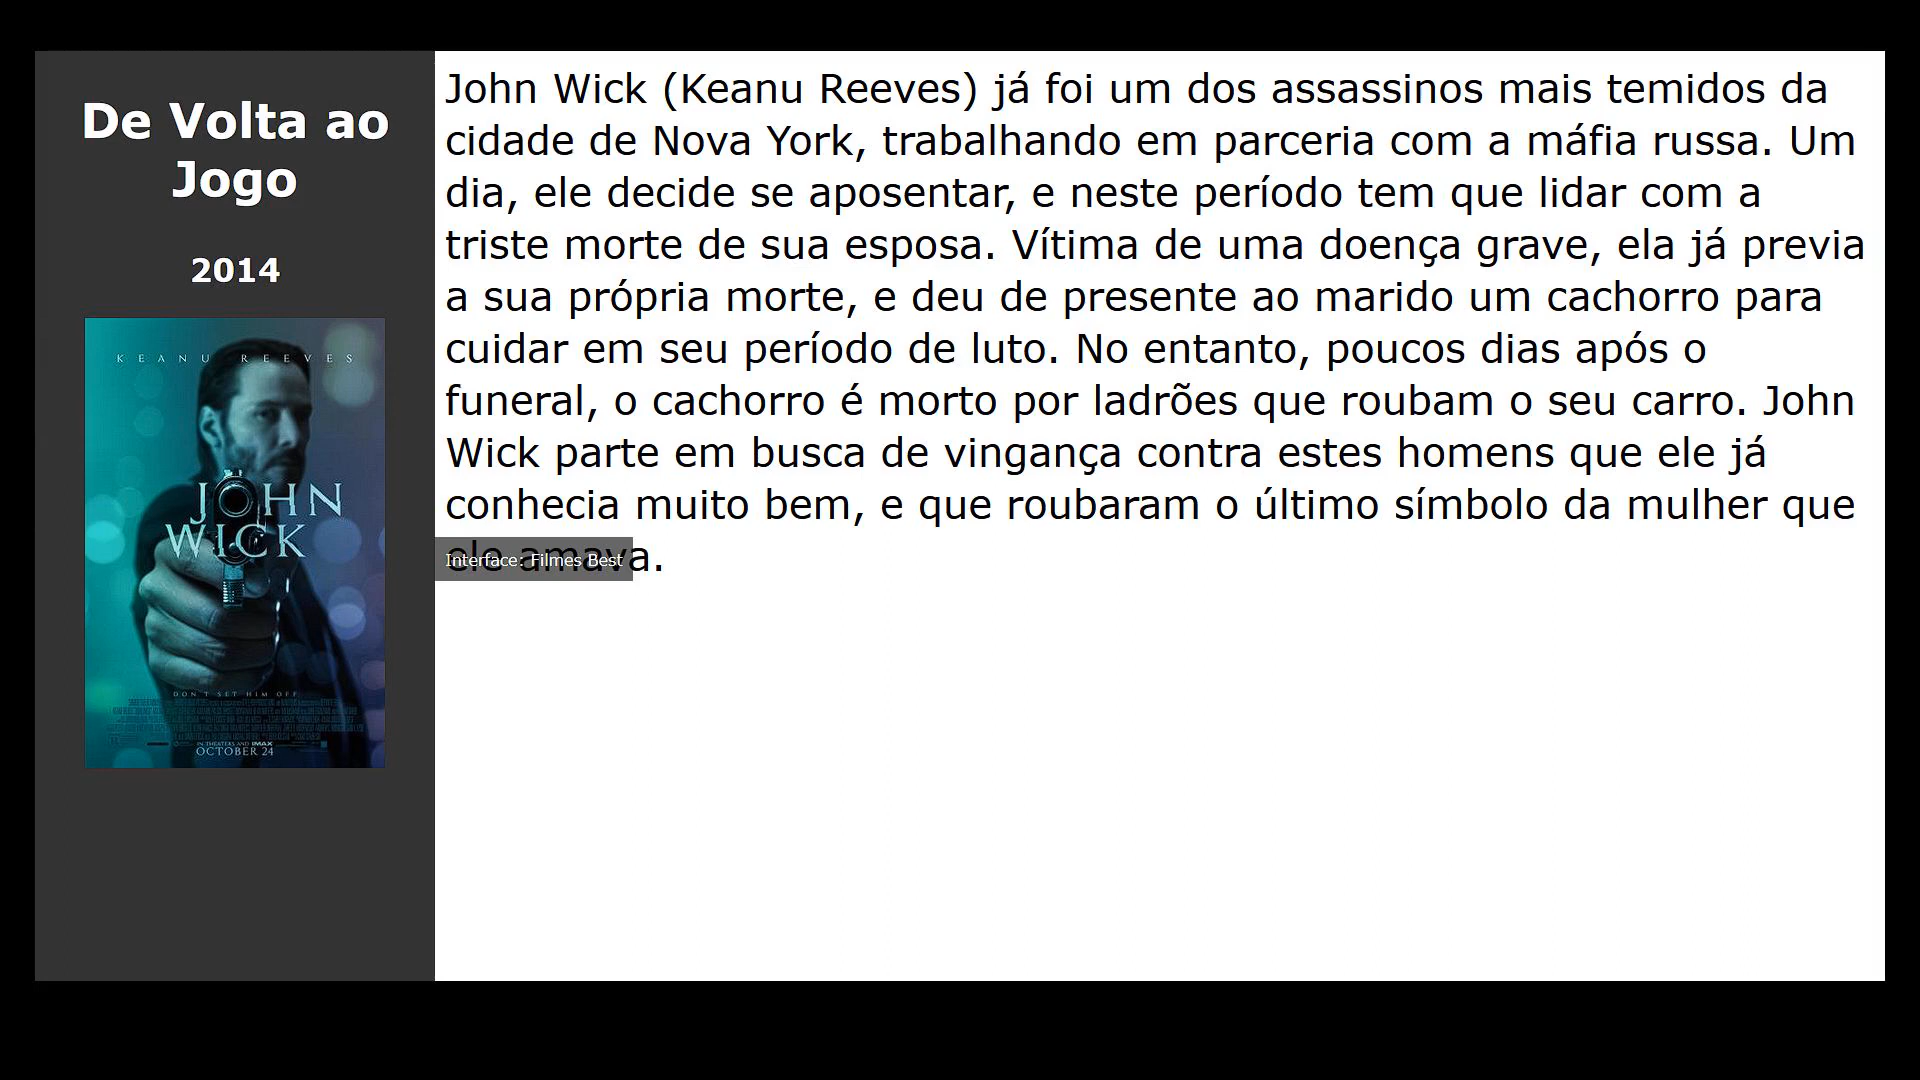 De Volta ao
Jogo
2014
KEANU REEVES
JOHN
WICK
DON'T SET HIM OFF
IN THEATERS AND IMAX
OCTOBER 24
John Wick (Keanu Reeves) já foi um dos assassinos mais temidos da
cidade de Nova York, trabalhando em parceria com a máfia russa. Um
dia, ele decide se aposentar, e neste período tem que lidar com a
triste morte de sua esposa. Vítima de uma doença grave, ela já previa
a sua própria morte, e deu de presente ao marido um cachorro para
cuidar em seu período de luto. No entanto, poucos dias após o
funeral, o cachorro é morto por ladrões que roubam o seu carro. John
Wick parte em busca de vingança contra estes homens que ele já
conhecia muito bem, e que roubaram o último símbolo da mulher que
ele amava.
Interface: Filmes Best